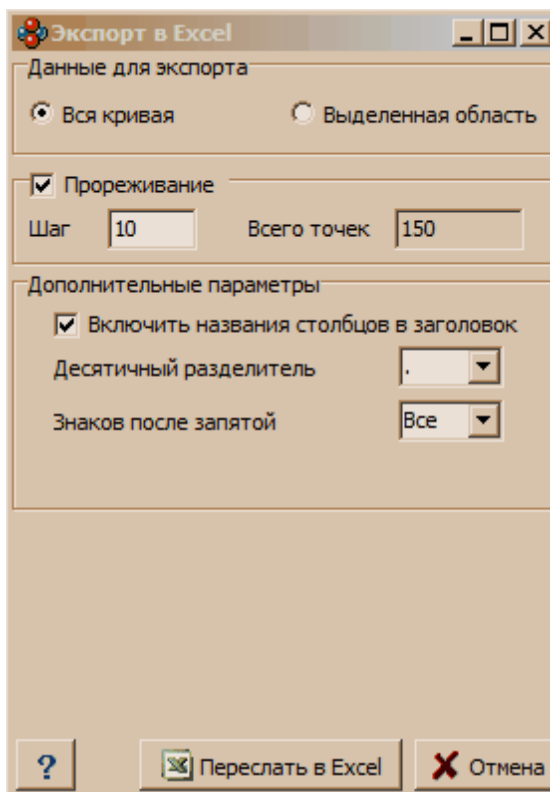 Экспорт в Excel
Данные для экспорта
Вся кривая Выделенная область
Прореживание
Шаг 10 Всего точек 150
Дополнительные параметры
Включить названия столбцов в заголовок
Десятичный разделитель .
Знаков после запятой Все
? Переслать в Excel Отмена